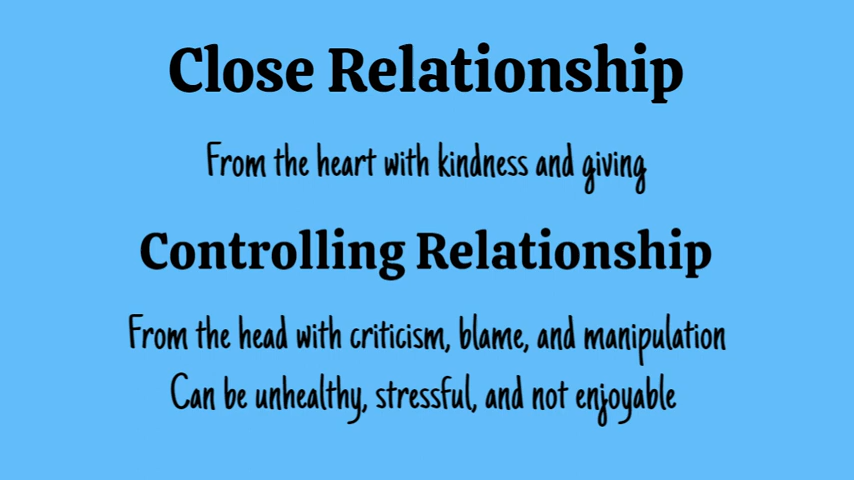 Close Relationship
From the heart with kindness and giving
Controlling Relationship
From the head with criticism, blame, and manipulation
Can be unhealthy, stressful, and not enjoyable